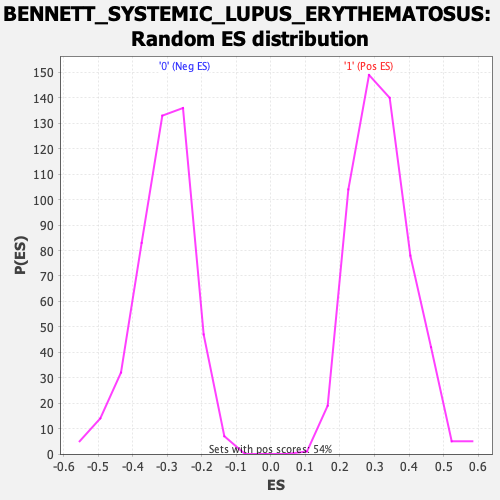 BENNETT_SYSTEMIC_LUPUS_ERYTHEMATOSUS:
Random ES distribution
'0' (Neg ES)
'1' (Pos ES)
150
140
130
120
110
100
90
80
70
60
50
40
30
20
10
0
P(ES)
Sets with pos scores: 54%
-0.6 -0.5 -0.4 -0.3 -0.2 -0.1 0.0 0.1 0.2 0.3 0.4 0.5 0.6
ES